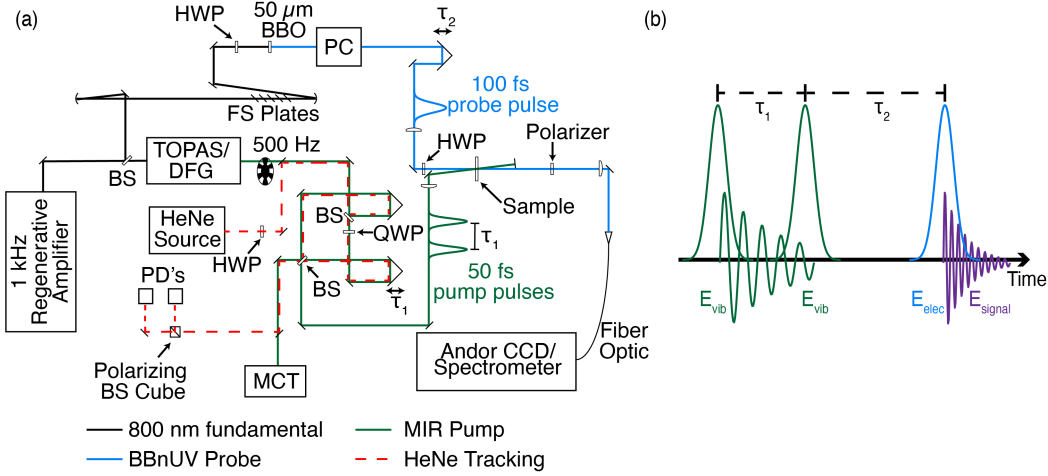 (a)
HWP
50 μm
BBO
PC
τ2
100 fs
probe pulse
FS Plates
BS
TOPAS/
DFG
500 Hz
HWP
Polarizer
Sample
1 kHz
Regenerative
Amplifier
HeNe
Source
HWP
BS
QWP
τ1
BS
τ1
50 fs
pump pulses
PD's
Polarizing
BS Cube
MCT
Andor CCD/
Spectrometer
Fiber
Optic
800 nm fundamental
BBnUV Probe
MIR Pump
HeNe Tracking
(b)
τ1
τ2
Time
Evib
Evib
Eelec
Esignal